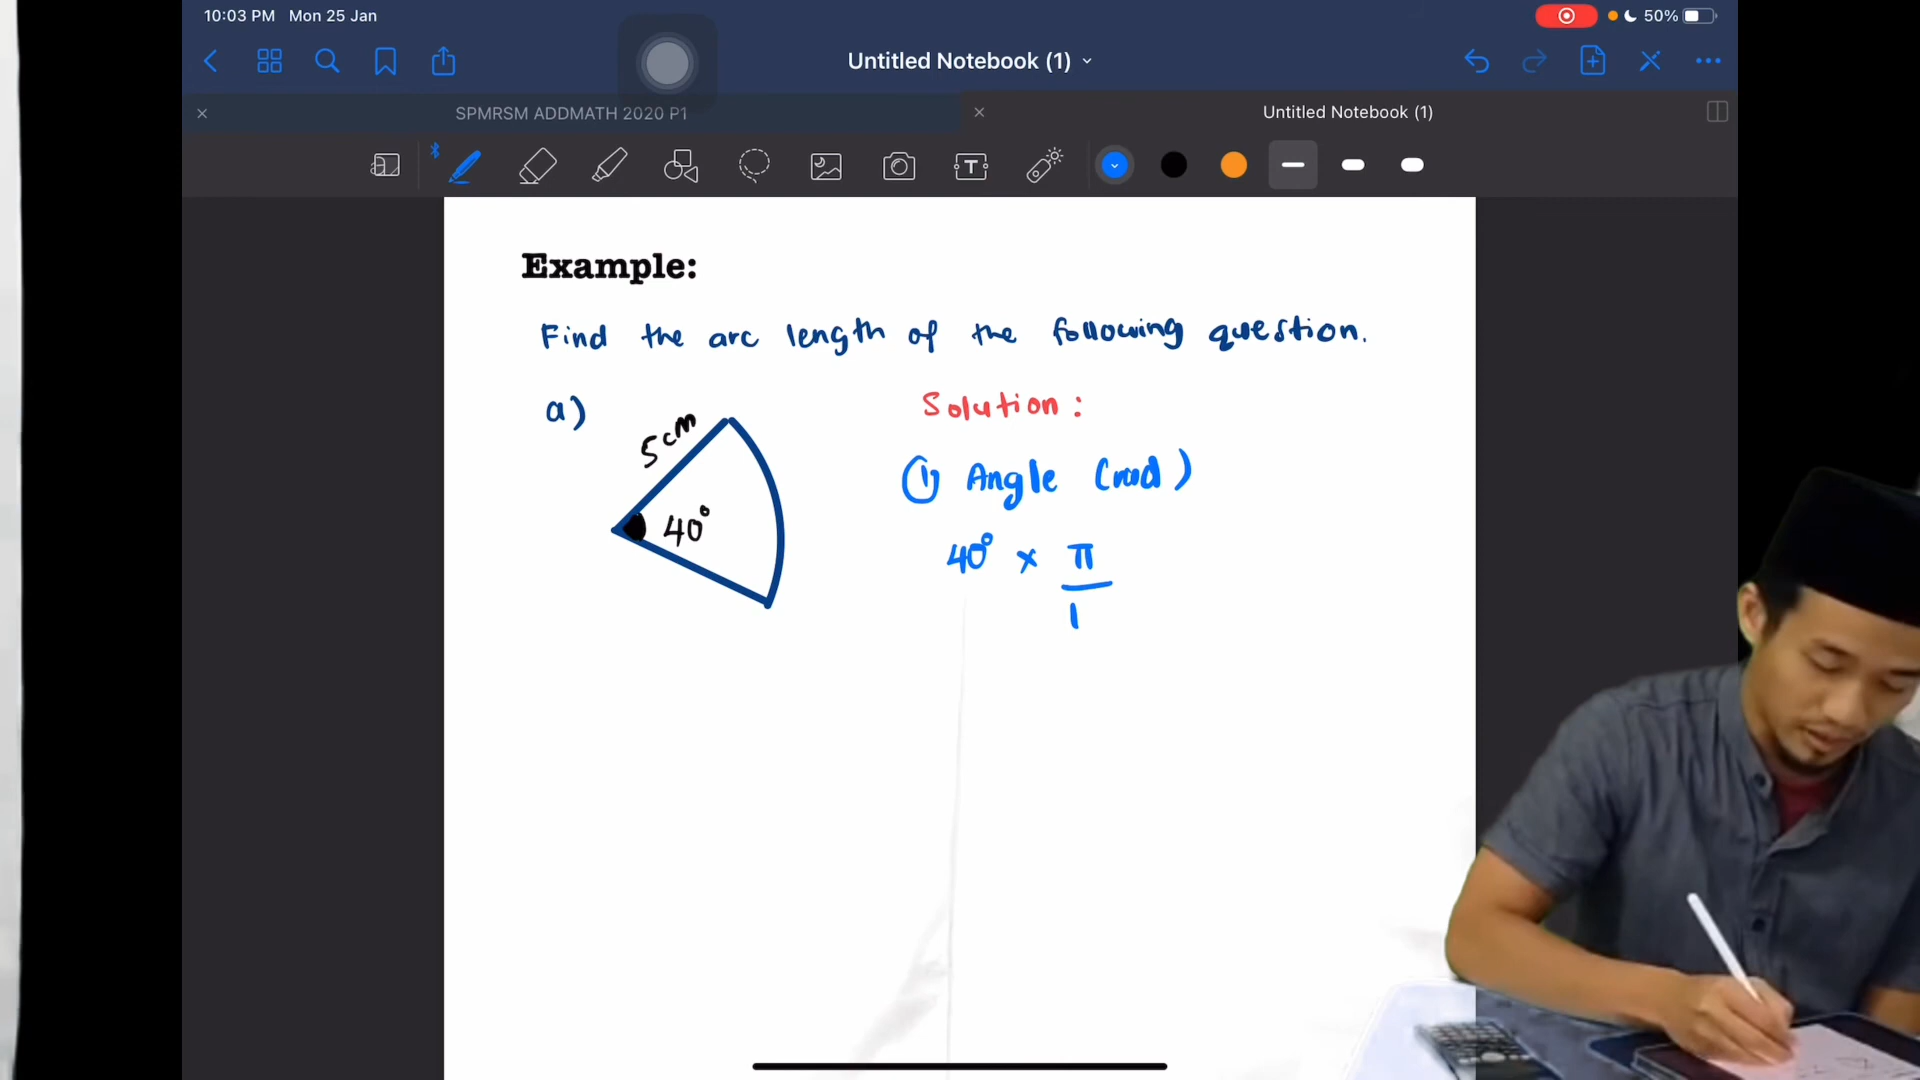 10:03 PM Mon 25 Jan
50%
Untitled Notebook (1)
SPMRSM ADDMATH 2020 P1
Untitled Notebook (1)
Example:
Find the arc length of the following question.
a)
5cm
40°
Solution:
① Angle (rad)
40° × π
1